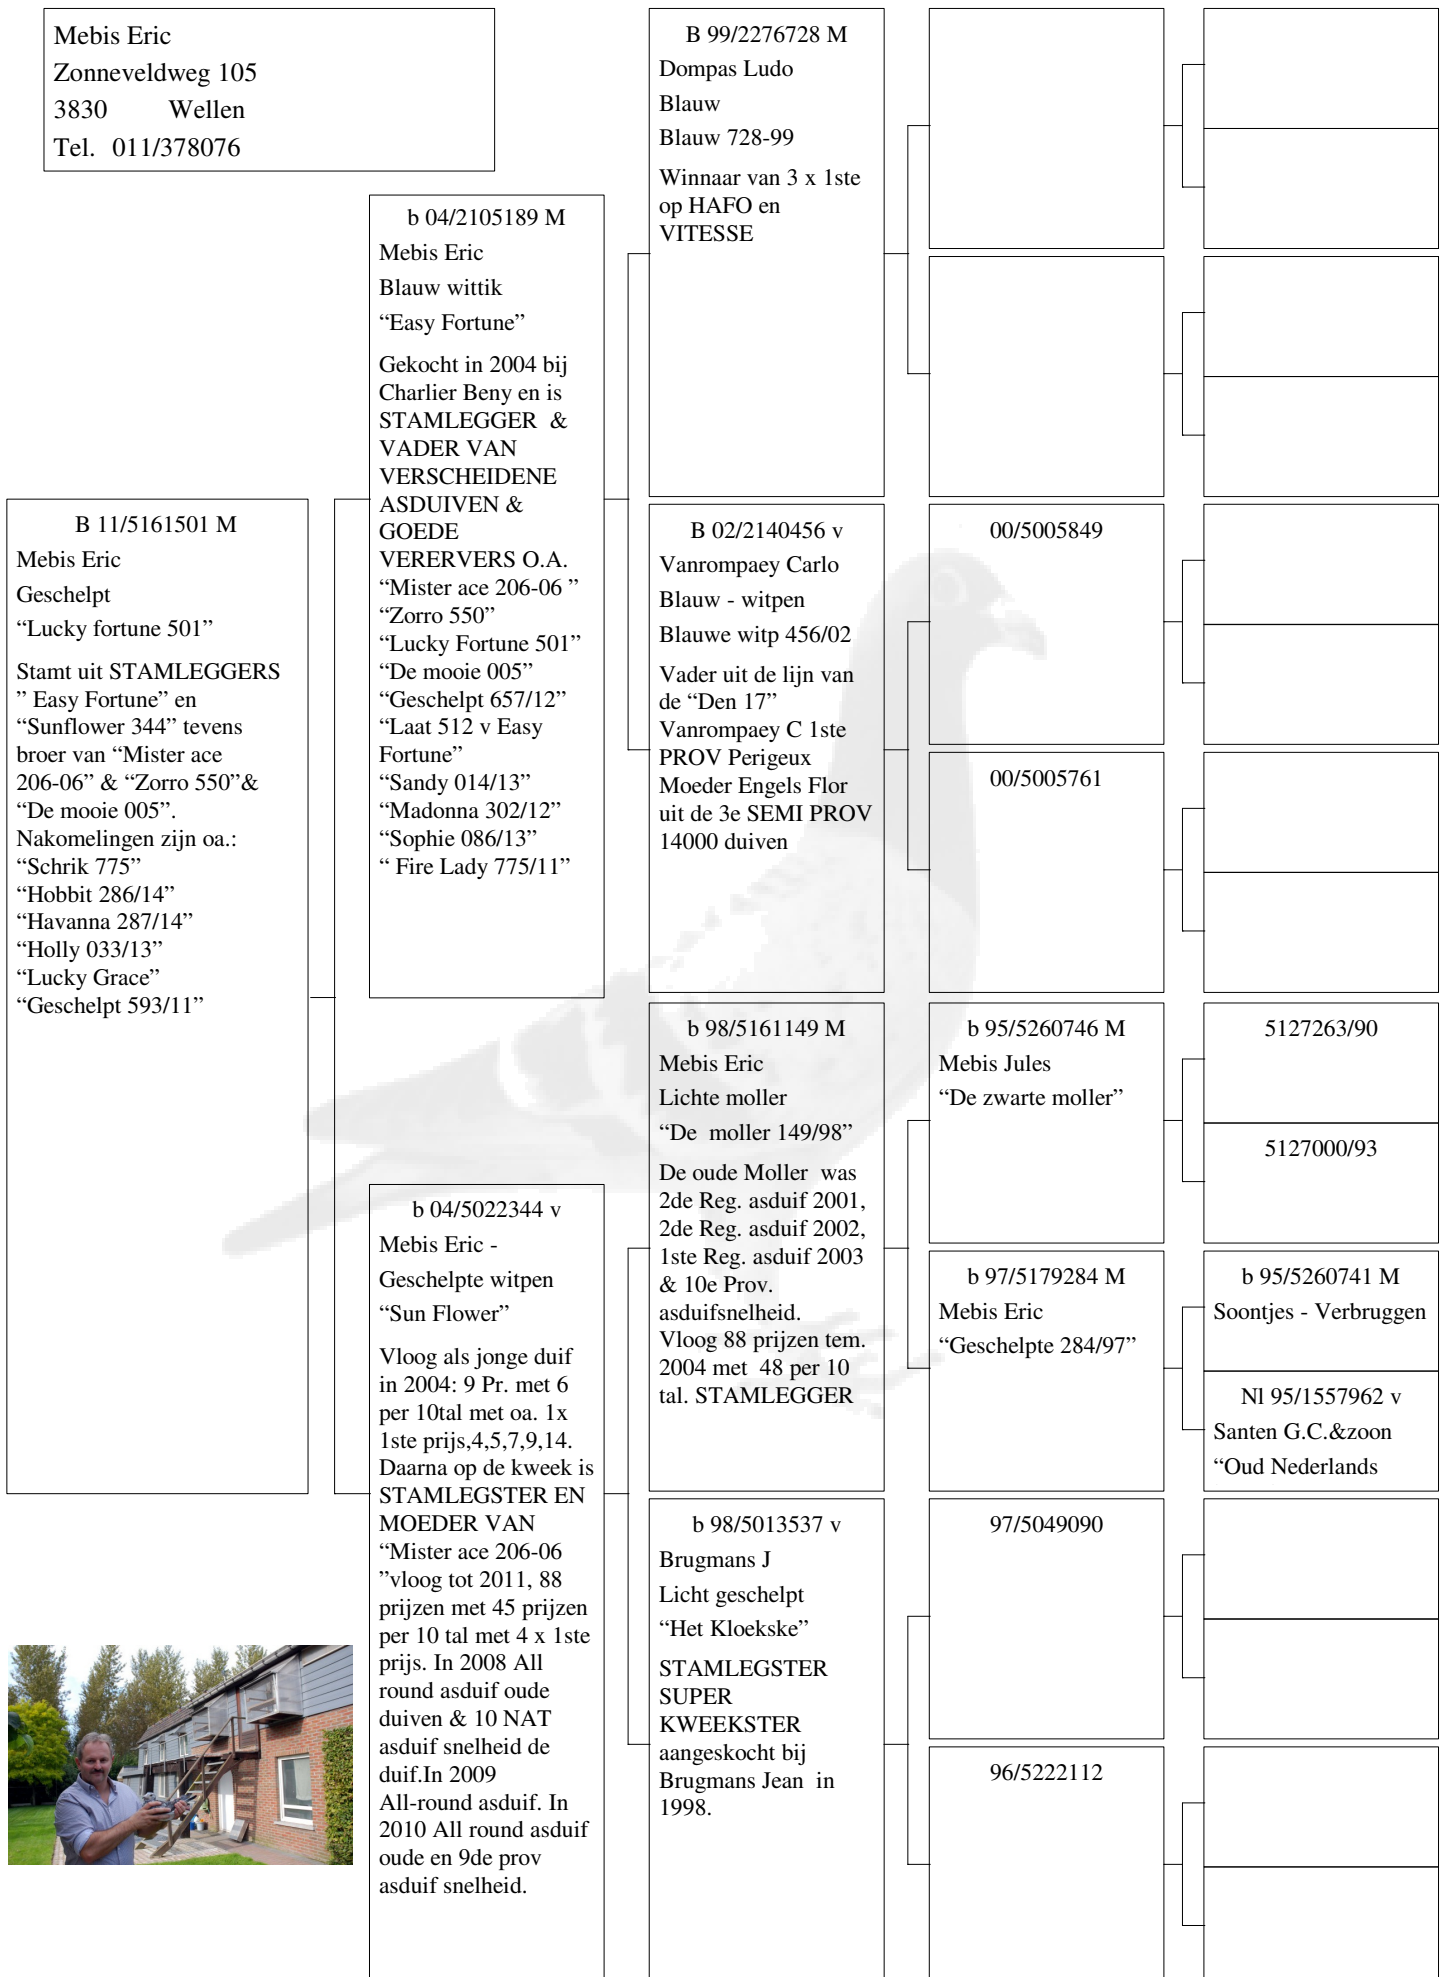 Mebis Eric
Zonneveldweg 105
3830 Wellen
Tel. 011/378076
B 11/5161501 M
Mebis Eric
Geschelpt
“Lucky fortune 501”
Stamt uit STAMLEGGERS
” Easy Fortune” en
“Sunflower 344” tevens
broer van “Mister ace
206-06” & “Zorro 550”&
“De mooie 005”.
Nakomelingen zijn oa.:
“Schrik 775”
“Hobbit 286/14”
“Havanna 287/14”
“Holly 033/13”
“Lucky Grace”
“Geschelpt 593/11”
b 04/2105189 M
Mebis Eric
Blauw wittik
“Easy Fortune”
Gekocht in 2004 bij
Charlier Beny en is
STAMLEGGER &
VADER VAN
VERSCHEIDENE
ASDUIVEN &
GOEDE
VERERVERS O.A.
“Mister ace 206-06 ”
“Zorro 550”
“Lucky Fortune 501”
“De mooie 005”
“Geschelpt 657/12”
“Laat 512 v Easy
Fortune”
“Sandy 014/13”
“Madonna 302/12”
“Sophie 086/13”
“ Fire Lady 775/11”
b 04/5022344 v
Mebis Eric -
Geschelpte witpen
“Sun Flower”
Vloog als jonge duif
in 2004: 9 Pr. met 6
per 10tal met oa. 1x
1ste prijs,4,5,7,9,14.
Daarna op de kweek is
STAMLEGSTER EN
MOEDER VAN
“Mister ace 206-06
”vloog tot 2011, 88
prijzen met 45 prijzen
per 10 tal met 4 x 1ste
prijs. In 2008 All
round asduif oude
duiven & 10 NAT
asduif snelheid de
duif.In 2009
All-round asduif. In
2010 All round asduif
oude en 9de prov
asduif snelheid.
B 99/2276728 M
Dompas Ludo
Blauw
Blauw 728-99
Winnaar van 3 x 1ste
op HAFO en
VITESSE
B 02/2140456 v
Vanrompaey Carlo
Blauw - witpen
Blauwe witp 456/02
Vader uit de lijn van
de “Den 17”
Vanrompaey C 1ste
PROV Perigeux
Moeder Engels Flor
uit de 3e SEMI PROV
14000 duiven
b 98/5161149 M
Mebis Eric
Lichte moller
“De moller 149/98”
De oude Moller was
2de Reg. asduif 2001,
2de Reg. asduif 2002,
1ste Reg. asduif 2003
& 10e Prov.
asduifsnelheid.
Vloog 88 prijzen tem.
2004 met 48 per 10
tal. STAMLEGGER
b 98/5013537 v
Brugmans J
Licht geschelpt
“Het Kloekske”
STAMLEGSTER
SUPER
KWEEKSTER
aangeskocht bij
Brugmans Jean in
1998.
00/5005849
00/5005761
b 95/5260746 M
Mebis Jules
“De zwarte moller”
b 97/5179284 M
Mebis Eric
“Geschelpte 284/97”
97/5049090
96/5222112
5127263/90
5127000/93
b 95/5260741 M
Soontjes - Verbruggen
Nl 95/1557962 v
Santen G.C.&zoon
“Oud Nederlands